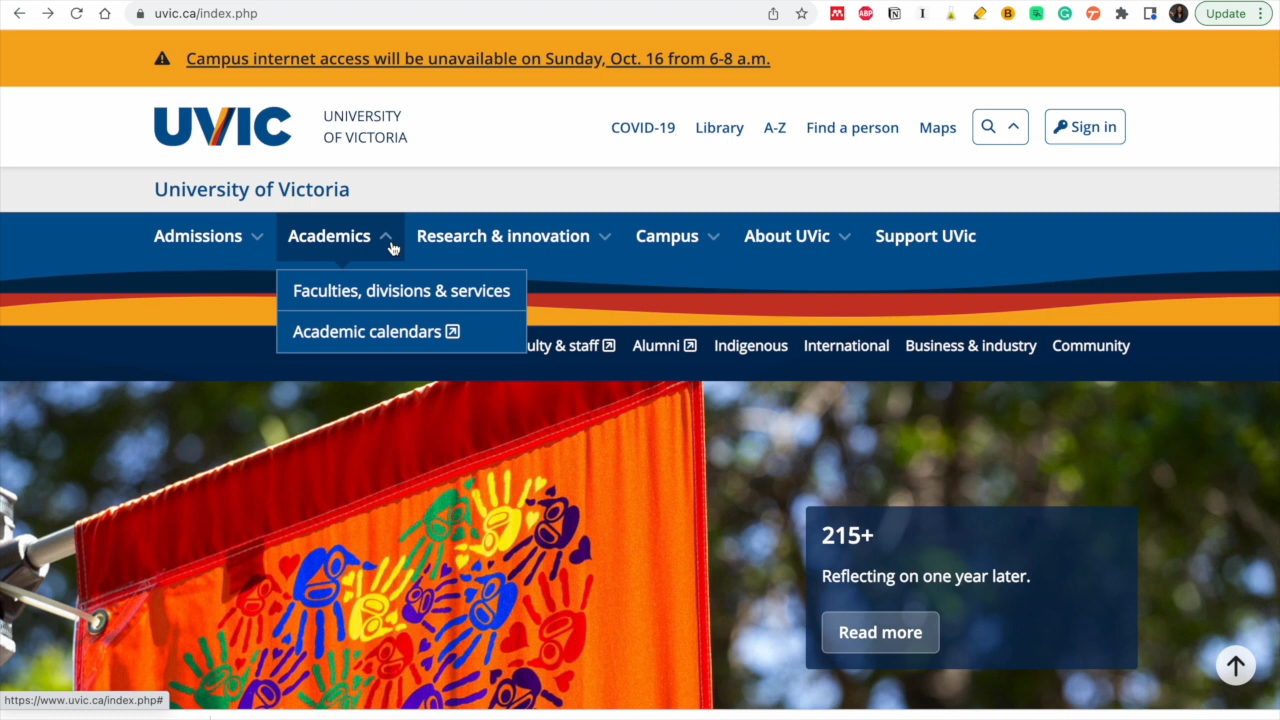 uvic.ca/index.php
ABP
Update
Campus internet access will be unavailable on Sunday, Oct. 16 from 6-8 a.m.
UVIC
UNIVERSITY
OF VICTORIA
COVID-19 Library A-Z Find a person Maps Sign in
University of Victoria
Admissions Academics Research & innovation Campus About UVic Support UVic
Faculties, divisions & services
Academic calendars
ulty & staff Alumni Indigenous International Business & industry Community
215+
Reflecting on one year later.
Read more
https://www.uvic.ca/index.php#